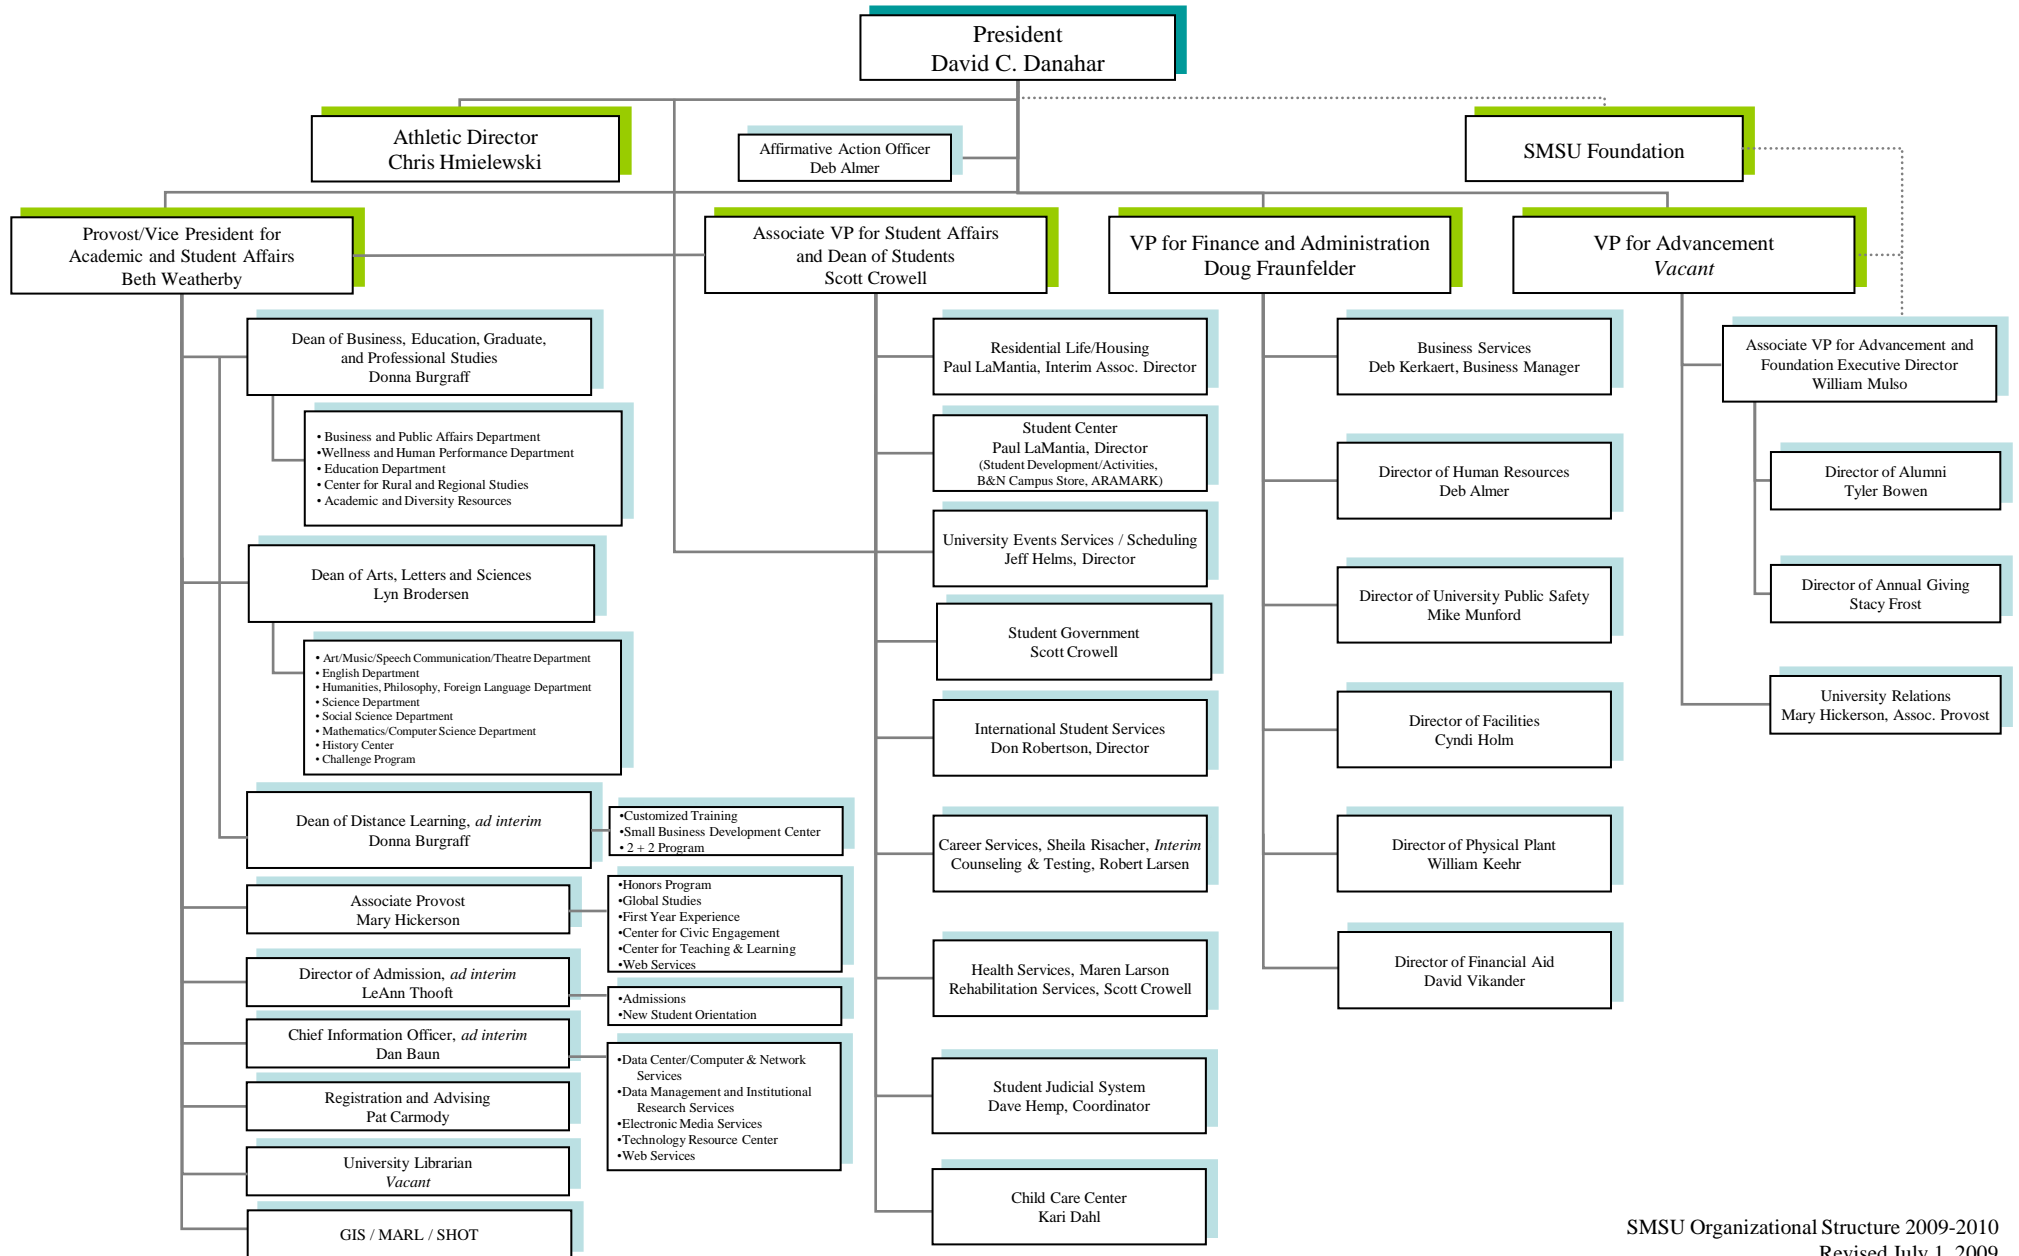 President
David C. Danahar
Athletic Director
Chris Hmielewski
Affirmative Action Officer
Deb Almer
SMSU Foundation
Provost/Vice President for
Academic and Student Affairs
Beth Weatherby
Associate VP for Student Affairs
and Dean of Students
Scott Crowell
VP for Finance and Administration
Doug Fraunfelder
VP for Advancement
Vacant
Dean of Business, Education, Graduate,
and Professional Studies
Donna Burgraff
• Business and Public Affairs Department
•Wellness and Human Performance Department
• Education Department
• Center for Rural and Regional Studies
• Academic and Diversity Resources
Dean of Arts, Letters and Sciences
Lyn Brodersen
• Art/Music/Speech Communication/Theatre Department
• English Department
• Humanities, Philosophy, Foreign Language Department
• Science Department
• Social Science Department
• Mathematics/Computer Science Department
• History Center
• Challenge Program
Dean of Distance Learning, ad interim
Donna Burgraff
•Customized Training
•Small Business Development Center
• 2 + 2 Program
Associate Provost
Mary Hickerson
•Honors Program
•Global Studies
•First Year Experience
•Center for Civic Engagement
•Center for Teaching & Learning
•Web Services
Director of Admission, ad interim
LeAnn Thooft
•Admissions
•New Student Orientation
Chief Information Officer, ad interim
Dan Baun
•Data Center/Computer & Network
Services
•Data Management and Institutional
Research Services
•Electronic Media Services
•Technology Resource Center
•Web Services
Registration and Advising
Pat Carmody
University Librarian
Vacant
GIS / MARL / SHOT
Residential Life/Housing
Paul LaMantia, Interim Assoc. Director
Student Center
Paul LaMantia, Director
(Student Development/Activities,
B&N Campus Store, ARAMARK)
University Events Services / Scheduling
Jeff Helms, Director
Student Government
Scott Crowell
International Student Services
Don Robertson, Director
Career Services, Sheila Risacher, Interim
Counseling & Testing, Robert Larsen
Health Services, Maren Larson
Rehabilitation Services, Scott Crowell
Student Judicial System
Dave Hemp, Coordinator
Child Care Center
Kari Dahl
Business Services
Deb Kerkaert, Business Manager
Director of Human Resources
Deb Almer
Director of University Public Safety
Mike Munford
Director of Facilities
Cyndi Holm
Director of Physical Plant
William Keehr
Director of Financial Aid
David Vikander
Associate VP for Advancement and
Foundation Executive Director
William Mulso
Director of Alumni
Tyler Bowen
Director of Annual Giving
Stacy Frost
University Relations
Mary Hickerson, Assoc. Provost
SMSU Organizational Structure 2009-2010
Revised July 1, 2009